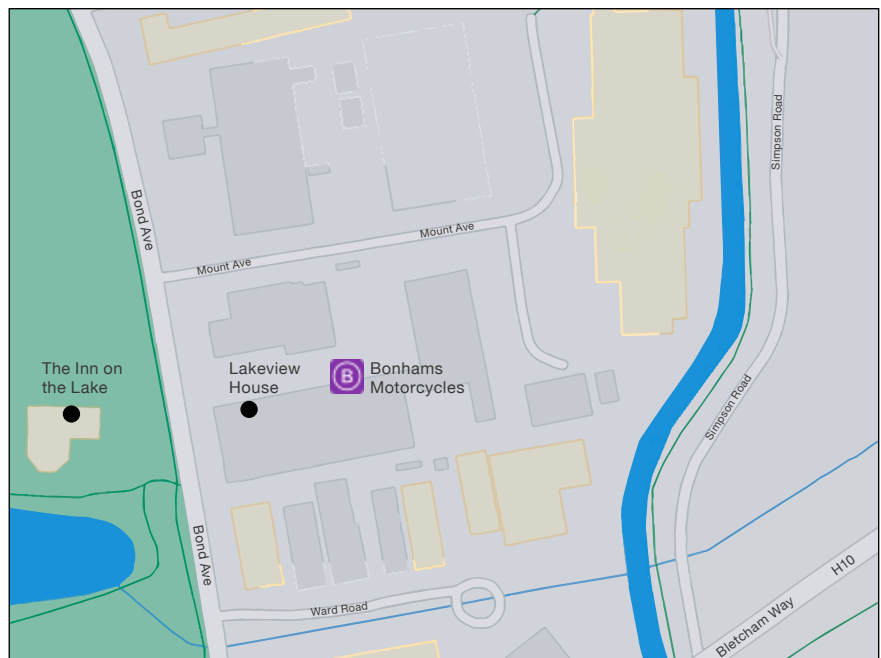 Simpson Road
Bond Ave
Mount Ave
Mount Ave
The Inn on
the Lake
Lakeview
House
B
Bonhams
Motorcycles
Simpson Road
Bond Ave
Ward Road
H10
Bletcham Way